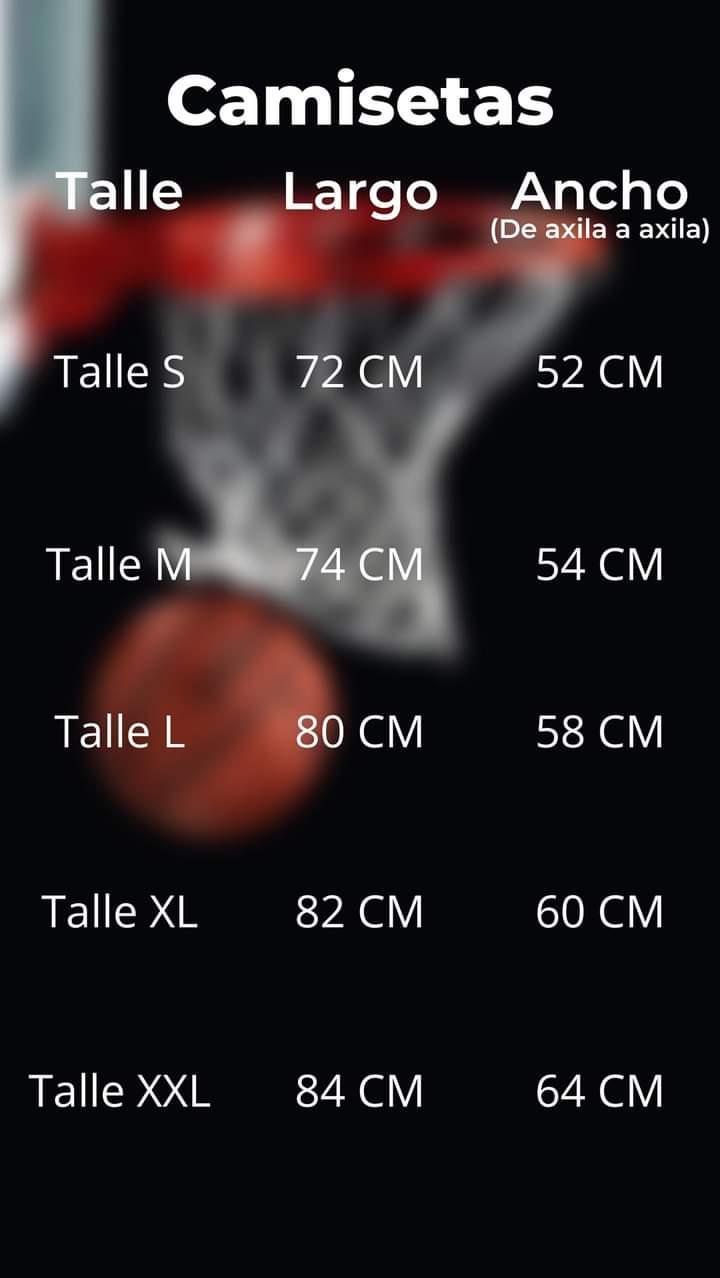 Camisetas
Talle Largo Ancho
(De axila a axila)
Talle S 72 CM 52 CM
Talle M 74 CM 54 CM
Talle L 80 CM 58 CM
Talle XL 82 CM 60 CM
Talle XXL 84 CM 64 CM